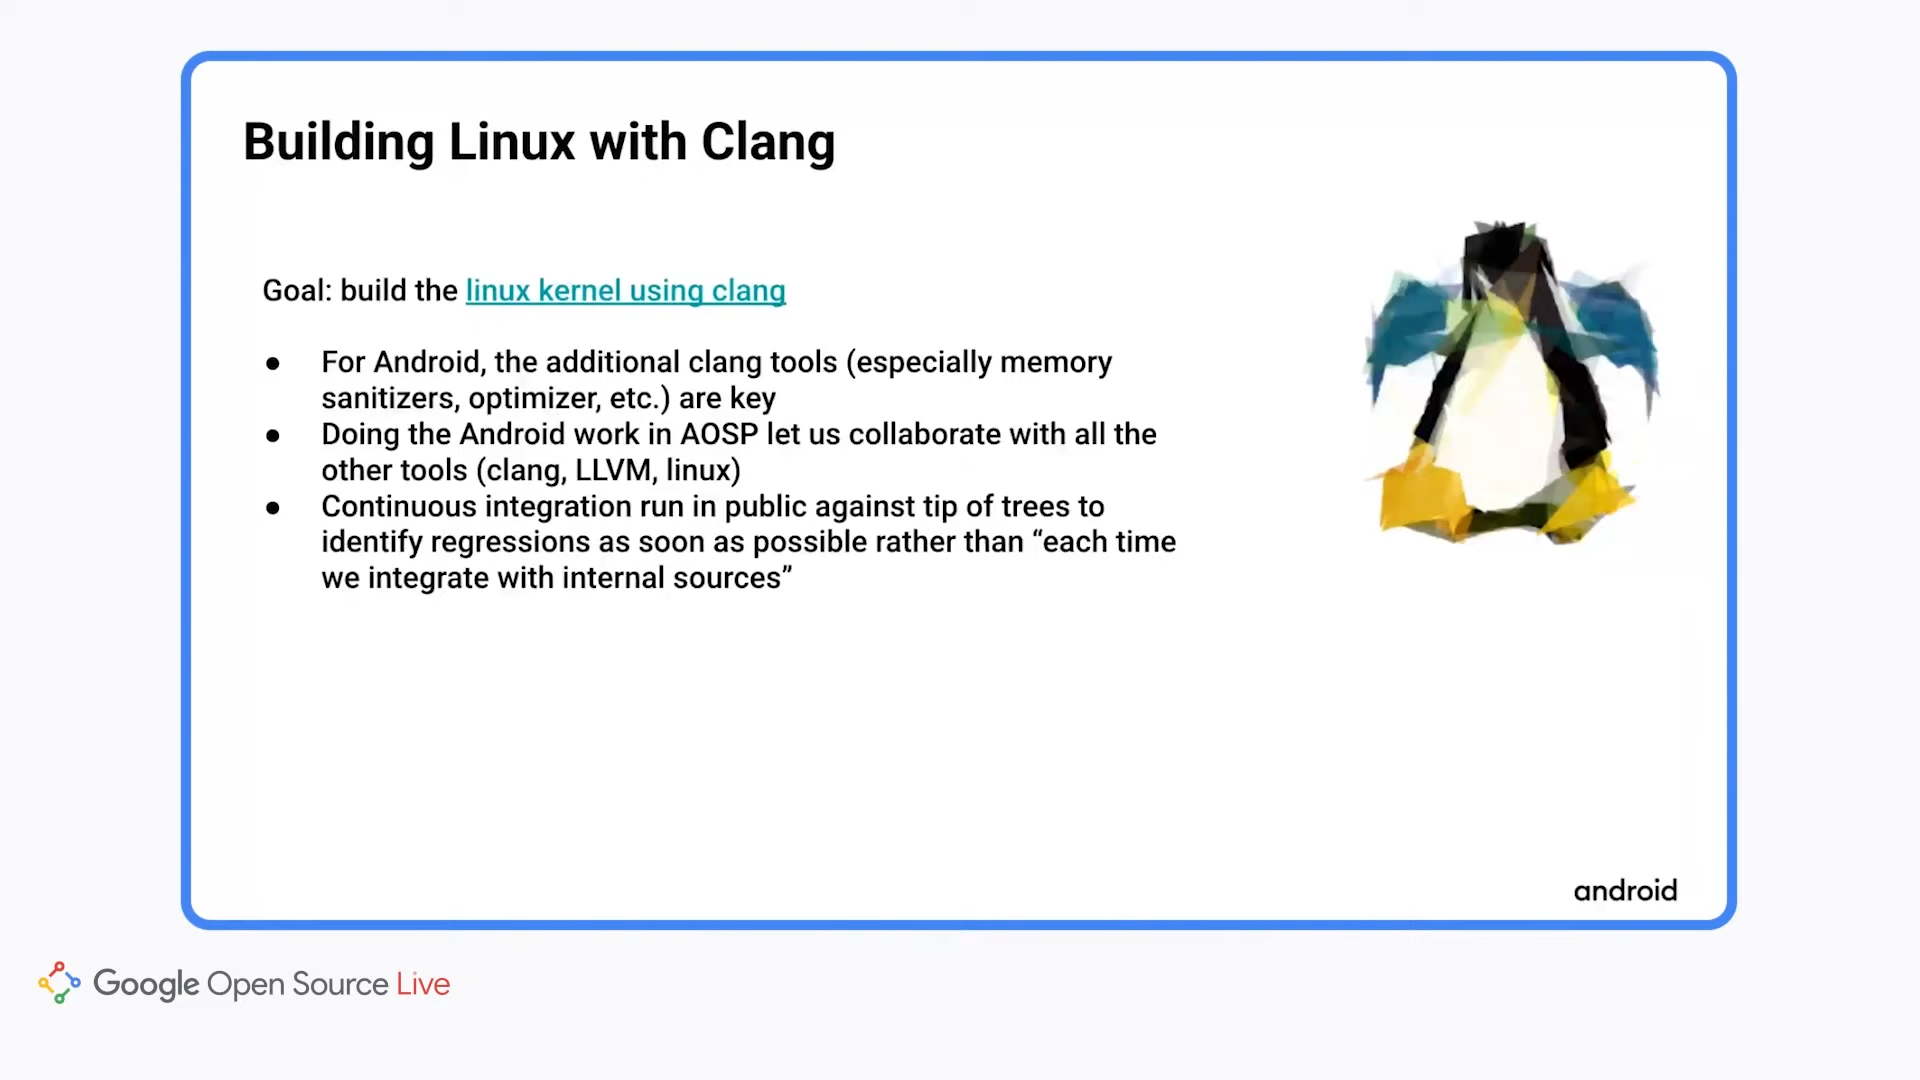 Building Linux with Clang
Goal: build the linux kernel using clang
● For Android, the additional clang tools (especially memory
sanitizers, optimizer, etc.) are key
● Doing the Android work in AOSP let us collaborate with all the
other tools (clang, LLVM, linux)
● Continuous integration run in public against tip of trees to
identify regressions as soon as possible rather than “each time
we integrate with internal sources”
android
Google Open Source Live